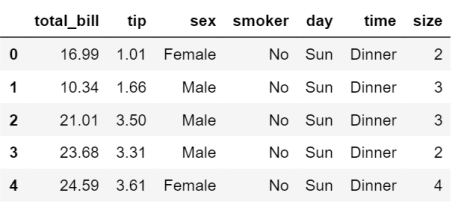 total_bill tip sex smoker day time size
0 16.99 1.01 Female No Sun Dinner 2
1 10.34 1.66 Male No Sun Dinner 3
2 21.01 3.50 Male No Sun Dinner 3
3 23.68 3.31 Male No Sun Dinner 2
4 24.59 3.61 Female No Sun Dinner 4